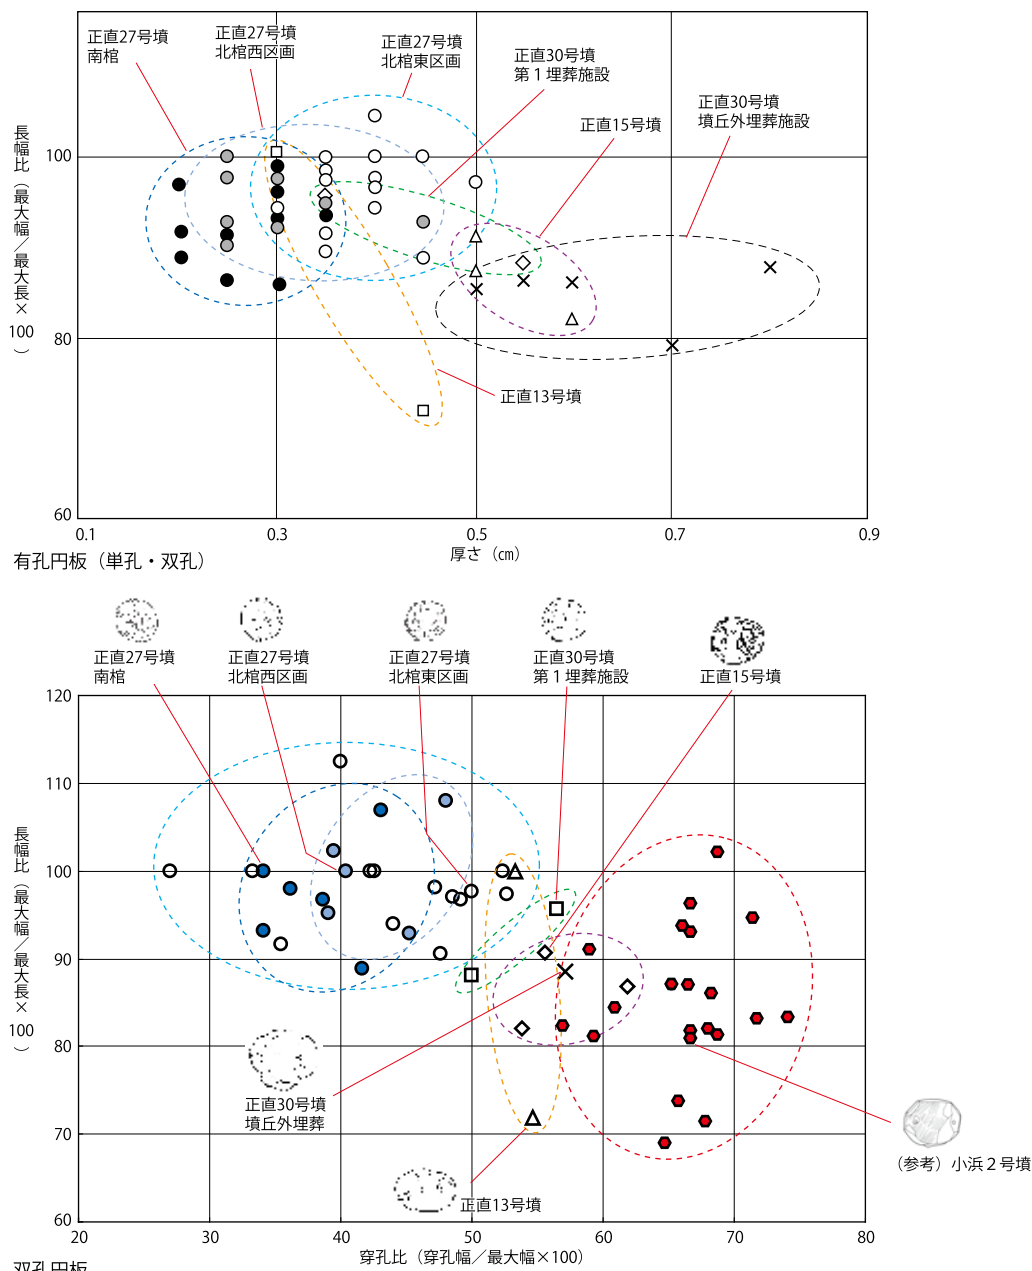 正直27号墳
南棺
正直27号墳
北棺西区画
正直27号墳
北棺東区画
正直30号墳
第１埋葬施設
正直15号墳
正直30号墳
墳丘外埋葬施設
長幅比（最大幅／最大長×100）
100
80
60
正直13号墳
0.1
0.3
0.5
0.7
0.9
厚さ（㎝）
有孔円板（単孔・双孔）
正直27号墳
南棺
正直27号墳
北棺西区画
正直27号墳
北棺東区画
正直30号墳
第１埋葬施設
正直15号墳
長幅比（最大幅／最大長×100）
120
110
100
90
80
70
60
正直30号墳
墳丘外埋葬
正直13号墳
（参考）小浜２号墳
20
30
40
50
60
70
80
穿孔比（穿孔幅／最大幅×100）
双孔円板